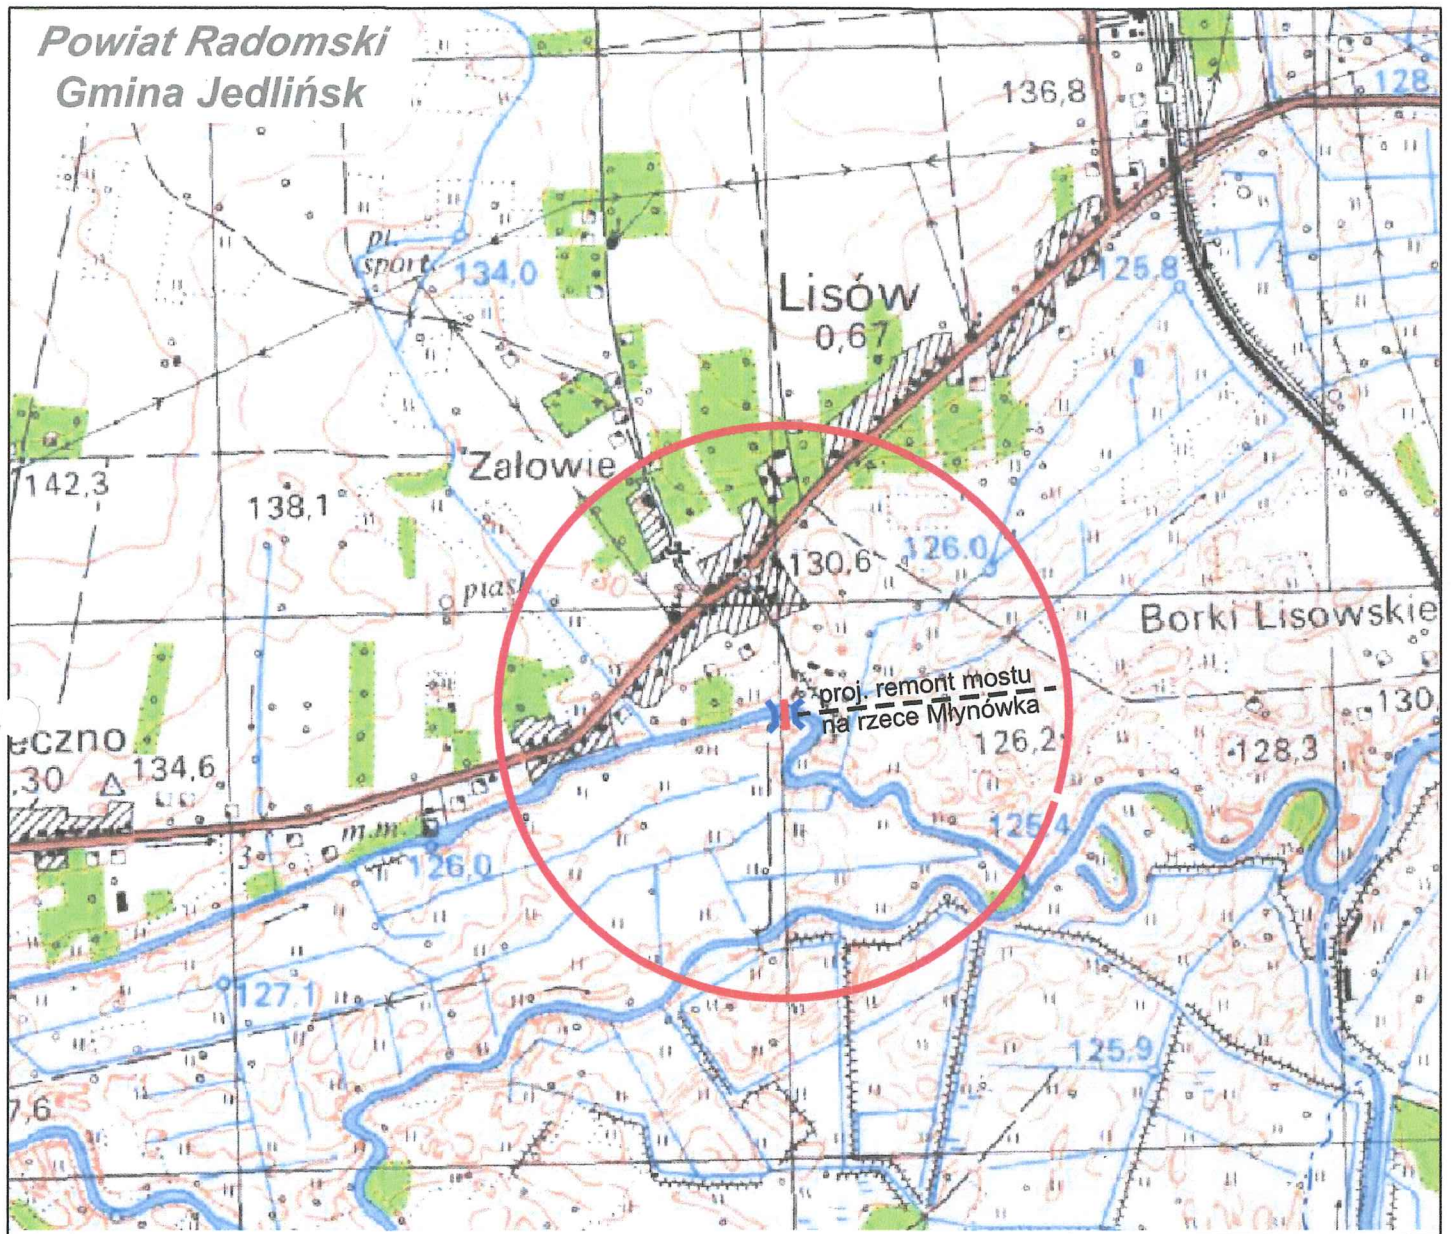 Powiat Radomski
Gmina Jedlińsk
136,8
128,
pl.
sport.
134,0
125,8
Lisów
0,67
Załowie
142,3
138,1
130
130,6
126.0
piask.
Borki Lisowskie
proj. remont mostu
na rzece Młynówka
130,
eczno
,30
134,6
126,2
128,3
m.m.
3
126,0
125,4
127,1
125,9
7,6